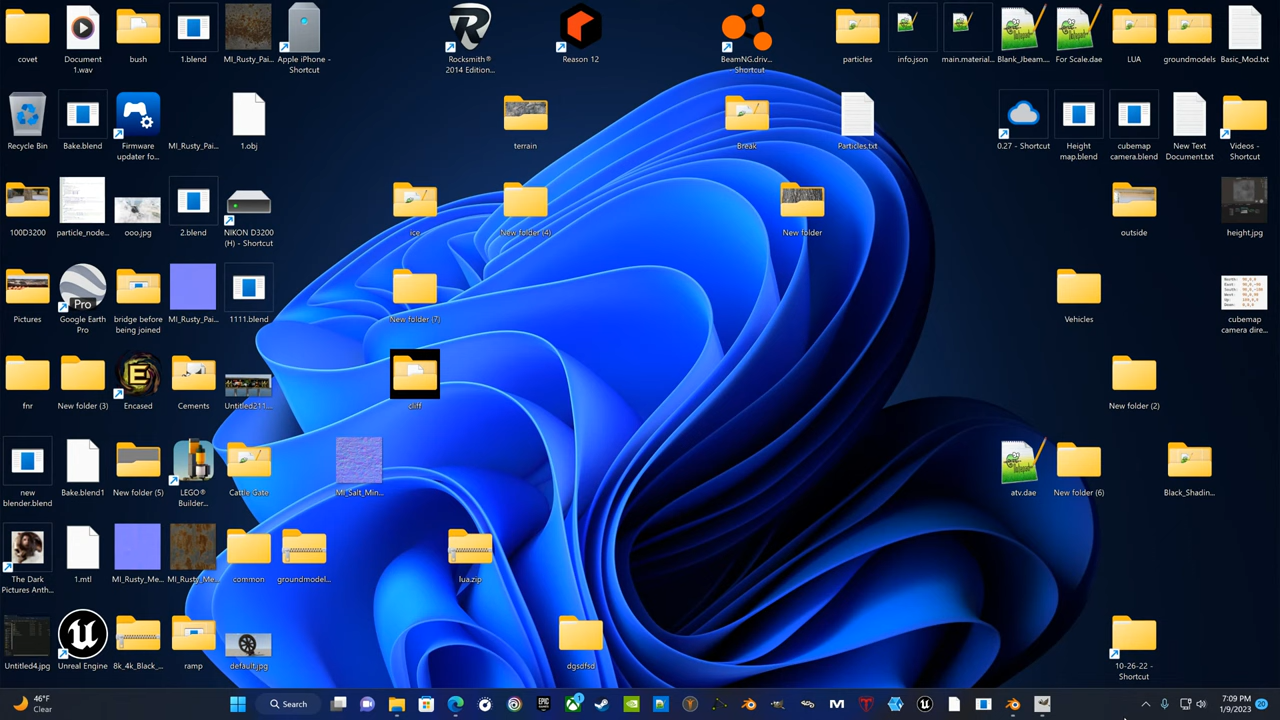 covet
Document
1.wav
bush
1.blend
MI_Rusty_Pai...
Apple iPhone -
Shortcut
Rocksmith®
2014 Edition...
Reason 12
BeamNG.driv...
- Shortcut
particles
info.json
main.material...
Blank_Jbeam....
For Scale.dae
LUA
groundmodels
Basic_Mod.txt
Recycle Bin
Bake.blend
Firmware
updater fo...
MI_Rusty_Pai...
1.obj
terrain
Break
Particles.txt
0.27 - Shortcut
Height
map.blend
cubemap
camera.blend
New Text
Document.txt
Videos -
Shortcut
100D3200
particle_node...
ooo.jpg
2.blend
NIKON D3200
(H) - Shortcut
ice
New folder (4)
New folder
outside
height.jpg
Pictures
Pro
Google Earth
Pro
bridge before
being joined
MI_Rusty_Pai...
1111.blend
New folder (7)
Vehicles
cubemap
camera dire...
fnr
New folder (3)
Encased
Cements
Untitled211...
cliff
New folder (2)
new
blender.blend
Bake.blend1
New folder (5)
LEGO®
Builder...
Cattle Gate
MI_Salt_Min...
atv.dae
New folder (6)
Black_Shadin...
The Dark
Pictures Anth...
1.mtl
MI_Rusty_Me...
MI_Rusty_Me...
common
groundmodel...
lua.zip
Untitled4.jpg
Unreal Engine
8k_4k_Black_...
ramp
default.jpg
dgsdfsd
10-26-22 -
Shortcut
46°F
Clear
Search
7:09 PM
1/9/2023
20